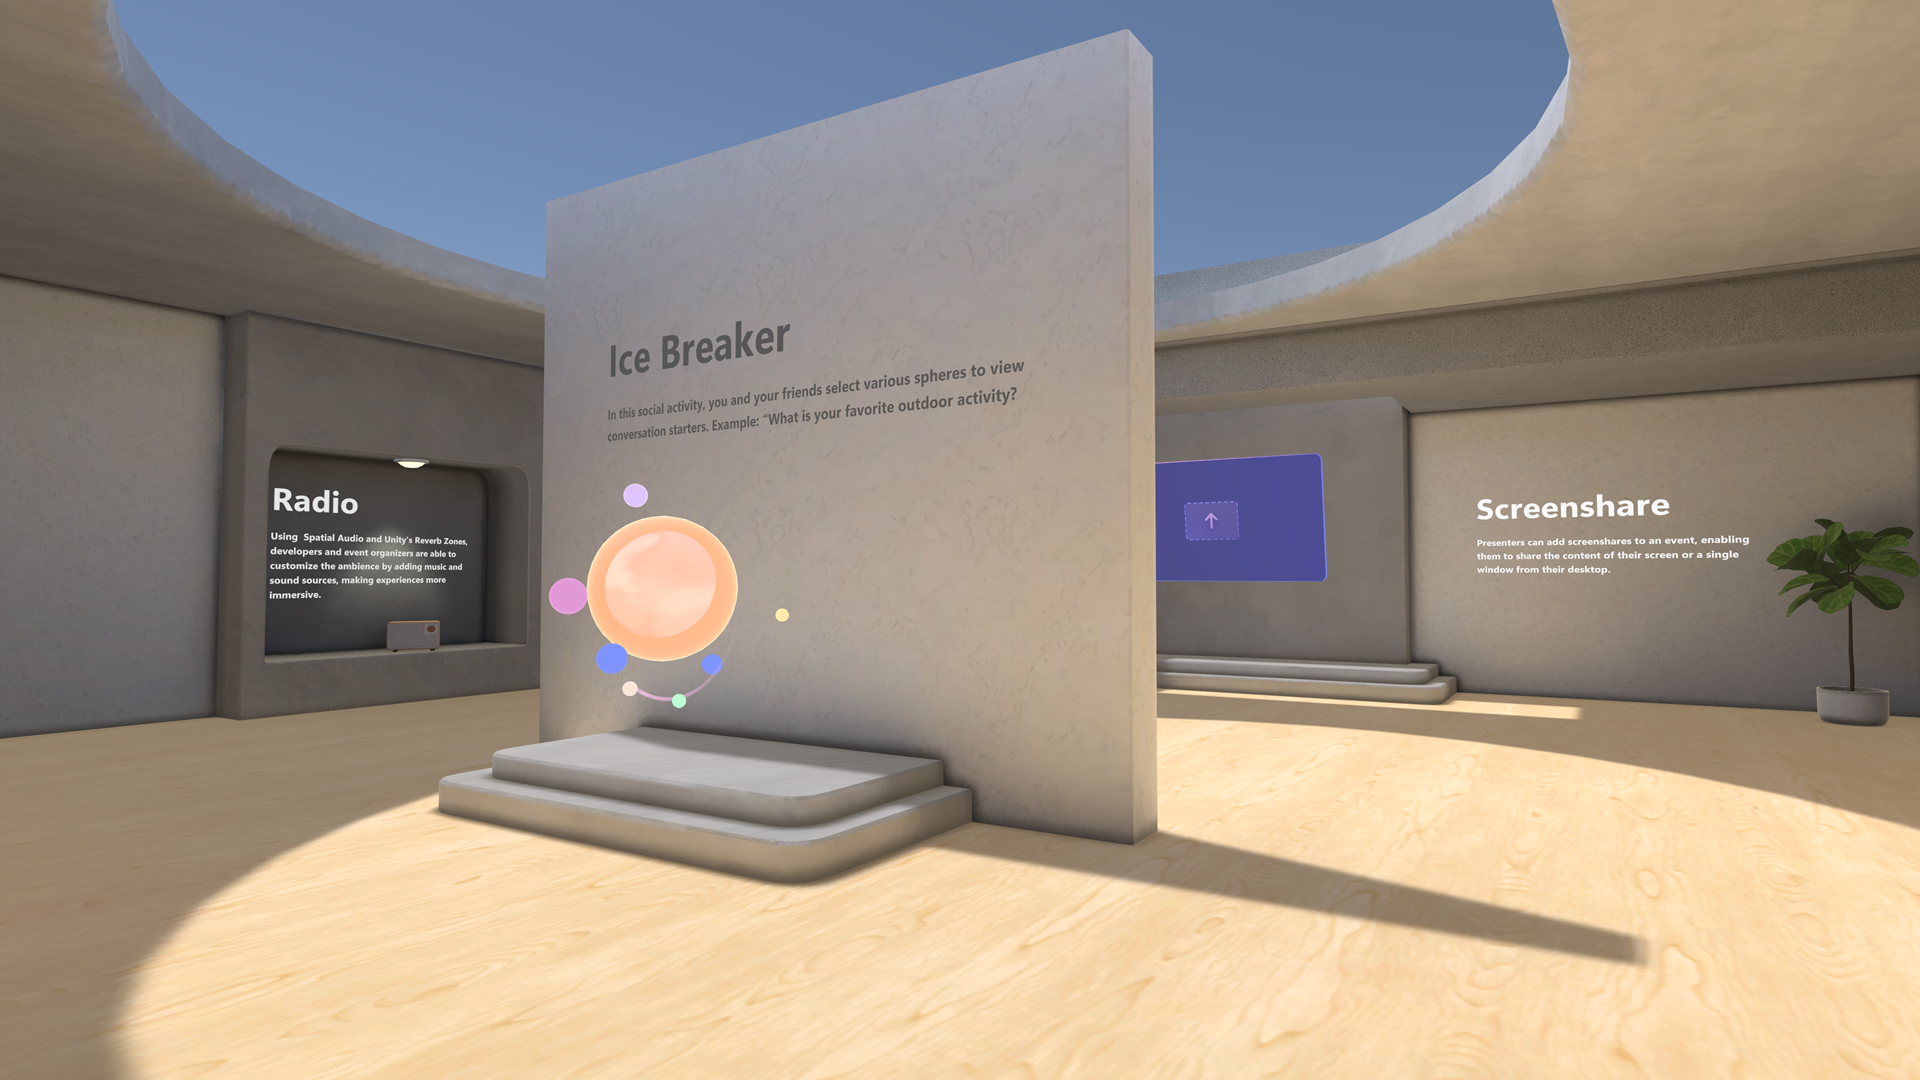 Ice Breaker
In this social activity, you and your friends select various spheres to view
conversation starters. Example: “What is your favorite outdoor activity?
Radio
Using Spatial Audio and Unity's Reverb Zones,
developers and event organizers are able to
customize the ambience by adding music and
sound sources, making experiences more
immersive.
Screenshare
Presenters can add screenshares to an event, enabling
them to share the content of their screen or a single
window from their desktop.